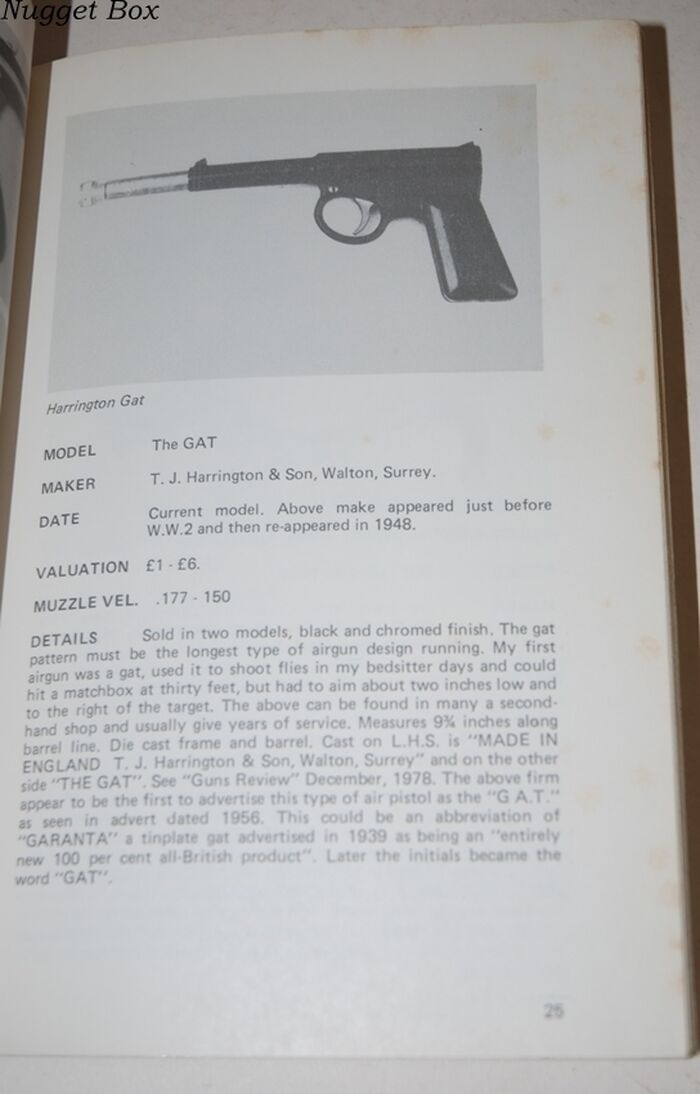 Nugget Box
Harrington Gat
MODEL The GAT
MAKER T. J. Harrington & Son, Walton, Surrey.
DATE Current model. Above make appeared just before
W.W.2 and then re-appeared in 1948.
VALUATION £1 - £6.
MUZZLE VEL. .177 - 150
DETAILS Sold in two models, black and chromed finish. The gat
pattern must be the longest type of airgun design running. My first
airgun was a gat, used it to shoot flies in my bedsitter days and could
hit a matchbox at thirty feet, but had to aim about two inches low and
to the right of the target. The above can be found in many a second-
hand shop and usually give years of service. Measures 9¾ inches along
barrel line. Die cast frame and barrel. Cast on L.H.S. is "MADE IN
ENGLAND T. J. Harrington & Son, Walton, Surrey" and on the other
side "THE GAT". See "Guns Review" December, 1978. The above firm
appear to be the first to advertise this type of air pistol as the "G A.T."
as seen in advert dated 1956. This could be an abbreviation of
"GARANTA" a tinplate gat advertised in 1939 as being an "entirely
new 100 per cent all-British product". Later the initials became the
word "GAT".
25